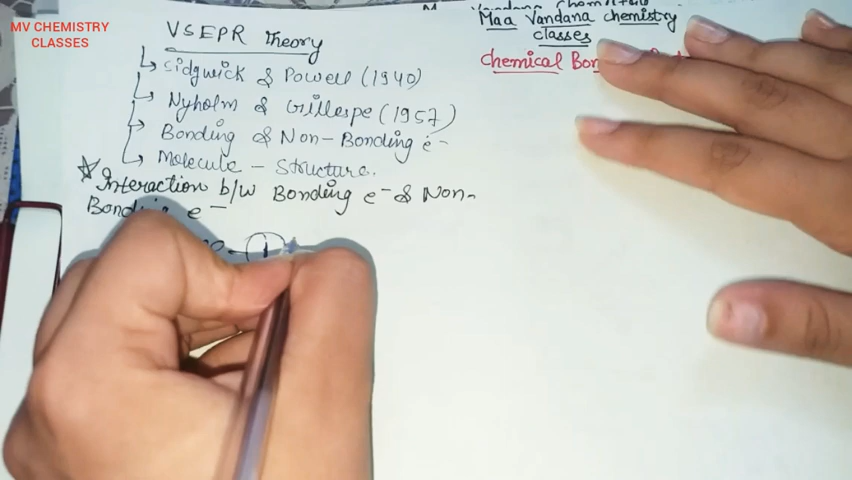 MV CHEMISTRY
CLASSES
VSEPR Theory
Sidgwick & Powell (1940)
Nyholm & Gillespe (1957)
Bonding & Non-Bonding e-
Molecule - Structure.
Interaction b/w Bonding e- & Non-
Bonding e-
Maa Vandana chemistry
classes
Chemical